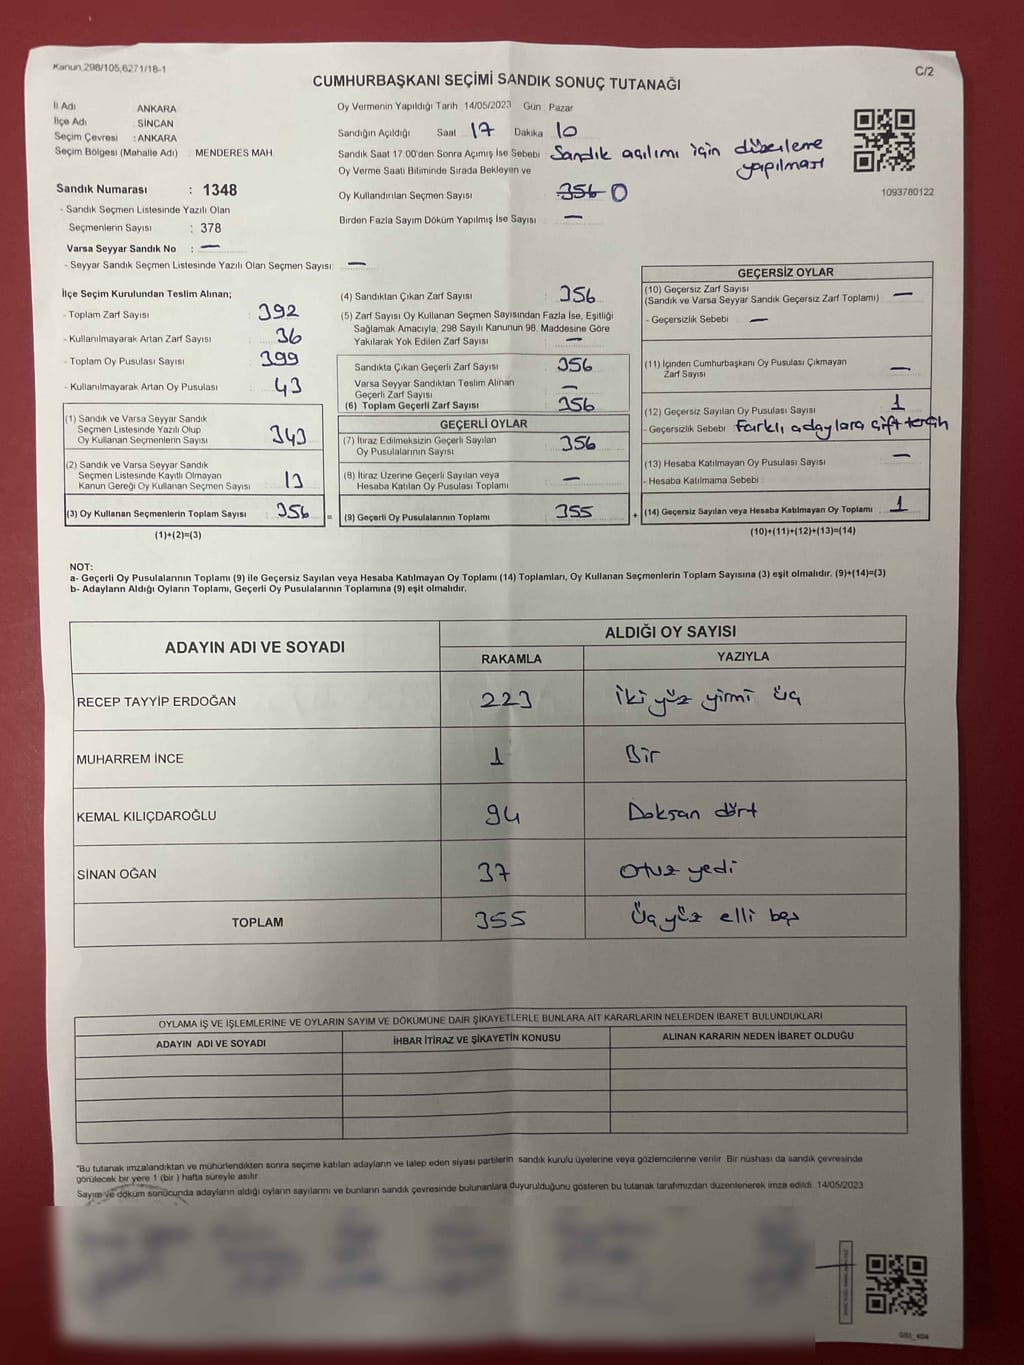 Kanun,298/105,6271/18-1
C/2
CUMHURBAŞKANI SEÇİMİ SANDIK SONUÇ TUTANAĞI
İl Adı ANKARA
İlçe Adı SİNCAN
Seçim Çevresi : ANKARA
Seçim Bölgesi (Mahalle Adı) MENDERES MAH.
Sandık Numarası : 1348
- Sandık Seçmen Listesinde Yazılı Olan
Seçmenlerin Sayısı : 378
Varsa Seyyar Sandık No : —
- Seyyar Sandık Seçmen Listesinde Yazılı Olan Seçmen Sayısı: —
Oy Vermenin Yapıldığı Tarih 14/05/2023 Gün Pazar
Sandığın Açıldığı Saat 17 Dakika 10
Sandık Saat 17:00'den Sonra Açımış İse Sebebi Sandık açılımı için düzenleme
yapılması
Oy Verme Saati Bitiminde Sırada Bekleyen ve
Oy Kullandırılan Seçmen Sayısı 356 0
Birden Fazla Sayım Döküm Yapılmış İse Sayısı —
1093780122
İlçe Seçim Kurulundan Teslim Alınan;
- Toplam Zarf Sayısı 392
- Kullanılmayarak Artan Zarf Sayısı 36
- Toplam Oy Pusulası Sayısı 399
- Kullanılmayarak Artan Oy Pusulası 43
(1) Sandık ve Varsa Seyyar Sandık
Seçmen Listesinde Yazılı Olup
Oy Kullanan Seçmenlerin Sayısı 343
(2) Sandık ve Varsa Seyyar Sandık
Seçmen Listesinde Kayıtlı Olmayan
Kanun Gereği Oy Kullanan Seçmen Sayısı 13
(3) Oy Kullanan Seçmenlerin Toplam Sayısı 356 =
(1)+(2)=(3)
(4) Sandıktan Çıkan Zarf Sayısı 356
(5) Zarf Sayısı Oy Kullanan Seçmen Sayısından Fazla İse, Eşitliği
Sağlamak Amacıyla, 298 Sayılı Kanunun 98. Maddesine Göre
Yakılarak Yok Edilen Zarf Sayısı —
Sandıkta Çıkan Geçerli Zarf Sayısı 356
Varsa Seyyar Sandıktan Teslim Alınan
Geçerli Zarf Sayısı —
(6) Toplam Geçerli Zarf Sayısı 356
GEÇERLİ OYLAR
(7) İtiraz Edilmeksizin Geçerli Sayılan
Oy Pusulalarının Sayısı 356
(8) İtiraz Üzerine Geçerli Sayılan veya
Hesaba Katılan Oy Pusulası Toplamı —
(9) Geçerli Oy Pusulalarının Toplamı 355 +
GEÇERSİZ OYLAR
(10) Geçersiz Zarf Sayısı
(Sandık ve Varsa Seyyar Sandık Geçersiz Zarf Toplamı) —
- Geçersizlik Sebebi —
(11) İçinden Cumhurbaşkanı Oy Pusulası Çıkmayan
Zarf Sayısı —
(12) Geçersiz Sayılan Oy Pusulası Sayısı 1
- Geçersizlik Sebebi Farklı adaylara çift tercih
(13) Hesaba Katılmayan Oy Pusulası Sayısı —
- Hesaba Katılmama Sebebi :
(14) Geçersiz Sayılan veya Hesaba Katılmayan Oy Toplamı 1
(10)+(11)+(12)+(13)=(14)
NOT:
a- Geçerli Oy Pusulalarının Toplamı (9) ile Geçersiz Sayılan veya Hesaba Katılmayan Oy Toplamı (14) Toplamları, Oy Kullanan Seçmenlerin Toplam Sayısına (3) eşit olmalıdır. (9)+(14)=(3)
b- Adayların Aldığı Oyların Toplamı, Geçerli Oy Pusulalarının Toplamına (9) eşit olmalıdır.
ADAYIN ADI VE SOYADI ALDIĞI OY SAYISI
RAKAMLA YAZIYLA
RECEP TAYYİP ERDOĞAN 223 İki yüz yirmi üç
MUHARREM İNCE 1 Bir
KEMAL KILIÇDAROĞLU 94 Doksan dört
SİNAN OĞAN 37 Otuz yedi
TOPLAM 355 Üç yüz elli beş
OYLAMA İŞ VE İŞLEMLERİNE VE OYLARIN SAYIM VE DÖKÜMÜNE DAİR ŞİKAYETLERLE BUNLARA AİT KARARLARIN NELERDEN İBARET BULUNDUKLARI
ADAYIN ADI VE SOYADI İHBAR İTİRAZ VE ŞİKAYETİN KONUSU ALINAN KARARIN NEDEN İBARET OLDUĞU
"Bu tutanak imzalandıktan ve mühürlendikten sonra seçime katılan adayların ve talep eden siyasi partilerin sandık kurulu üyelerine veya gözlemcilerine verilir. Bir nüshası da sandık çevresinde
görülecek bir yere 1 (bir ) hafta süreyle asılır.
Sayım ve döküm sonucunda adayların aldığı oyların sayılarını ve bunların sandık çevresinde bulunanlara duyurulduğunu gösteren bu tutanak tarafımızdan düzenlenerek imza edildi. 14/05/2023